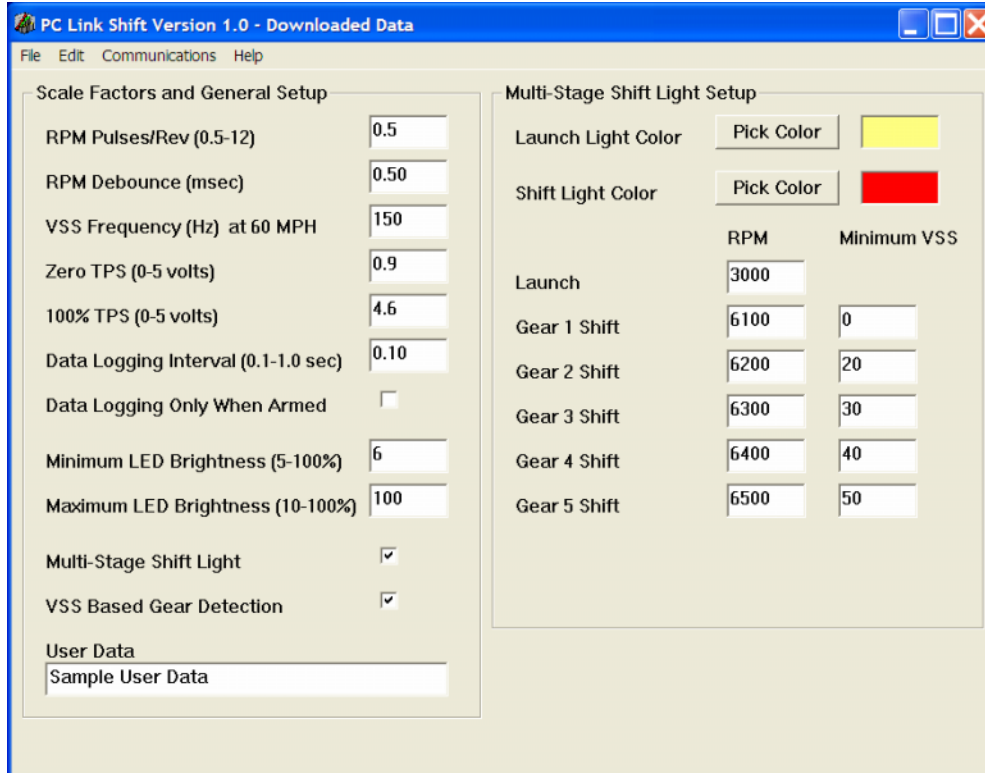 PC Link Shift Version 1.0 - Downloaded Data
File Edit Communications Help
Scale Factors and General Setup
RPM Pulses/Rev (0.5-12) 0.5
RPM Debounce (msec) 0.50
VSS Frequency (Hz) at 60 MPH 150
Zero TPS (0-5 volts) 0.9
100% TPS (0-5 volts) 4.6
Data Logging Interval (0.1-1.0 sec) 0.10
Data Logging Only When Armed
Minimum LED Brightness (5-100%) 6
Maximum LED Brightness (10-100%) 100
Multi-Stage Shift Light
VSS Based Gear Detection
User Data
Sample User Data
Multi-Stage Shift Light Setup
Launch Light Color Pick Color
Shift Light Color Pick Color
RPM Minimum VSS
Launch 3000
Gear 1 Shift 6100 0
Gear 2 Shift 6200 20
Gear 3 Shift 6300 30
Gear 4 Shift 6400 40
Gear 5 Shift 6500 50